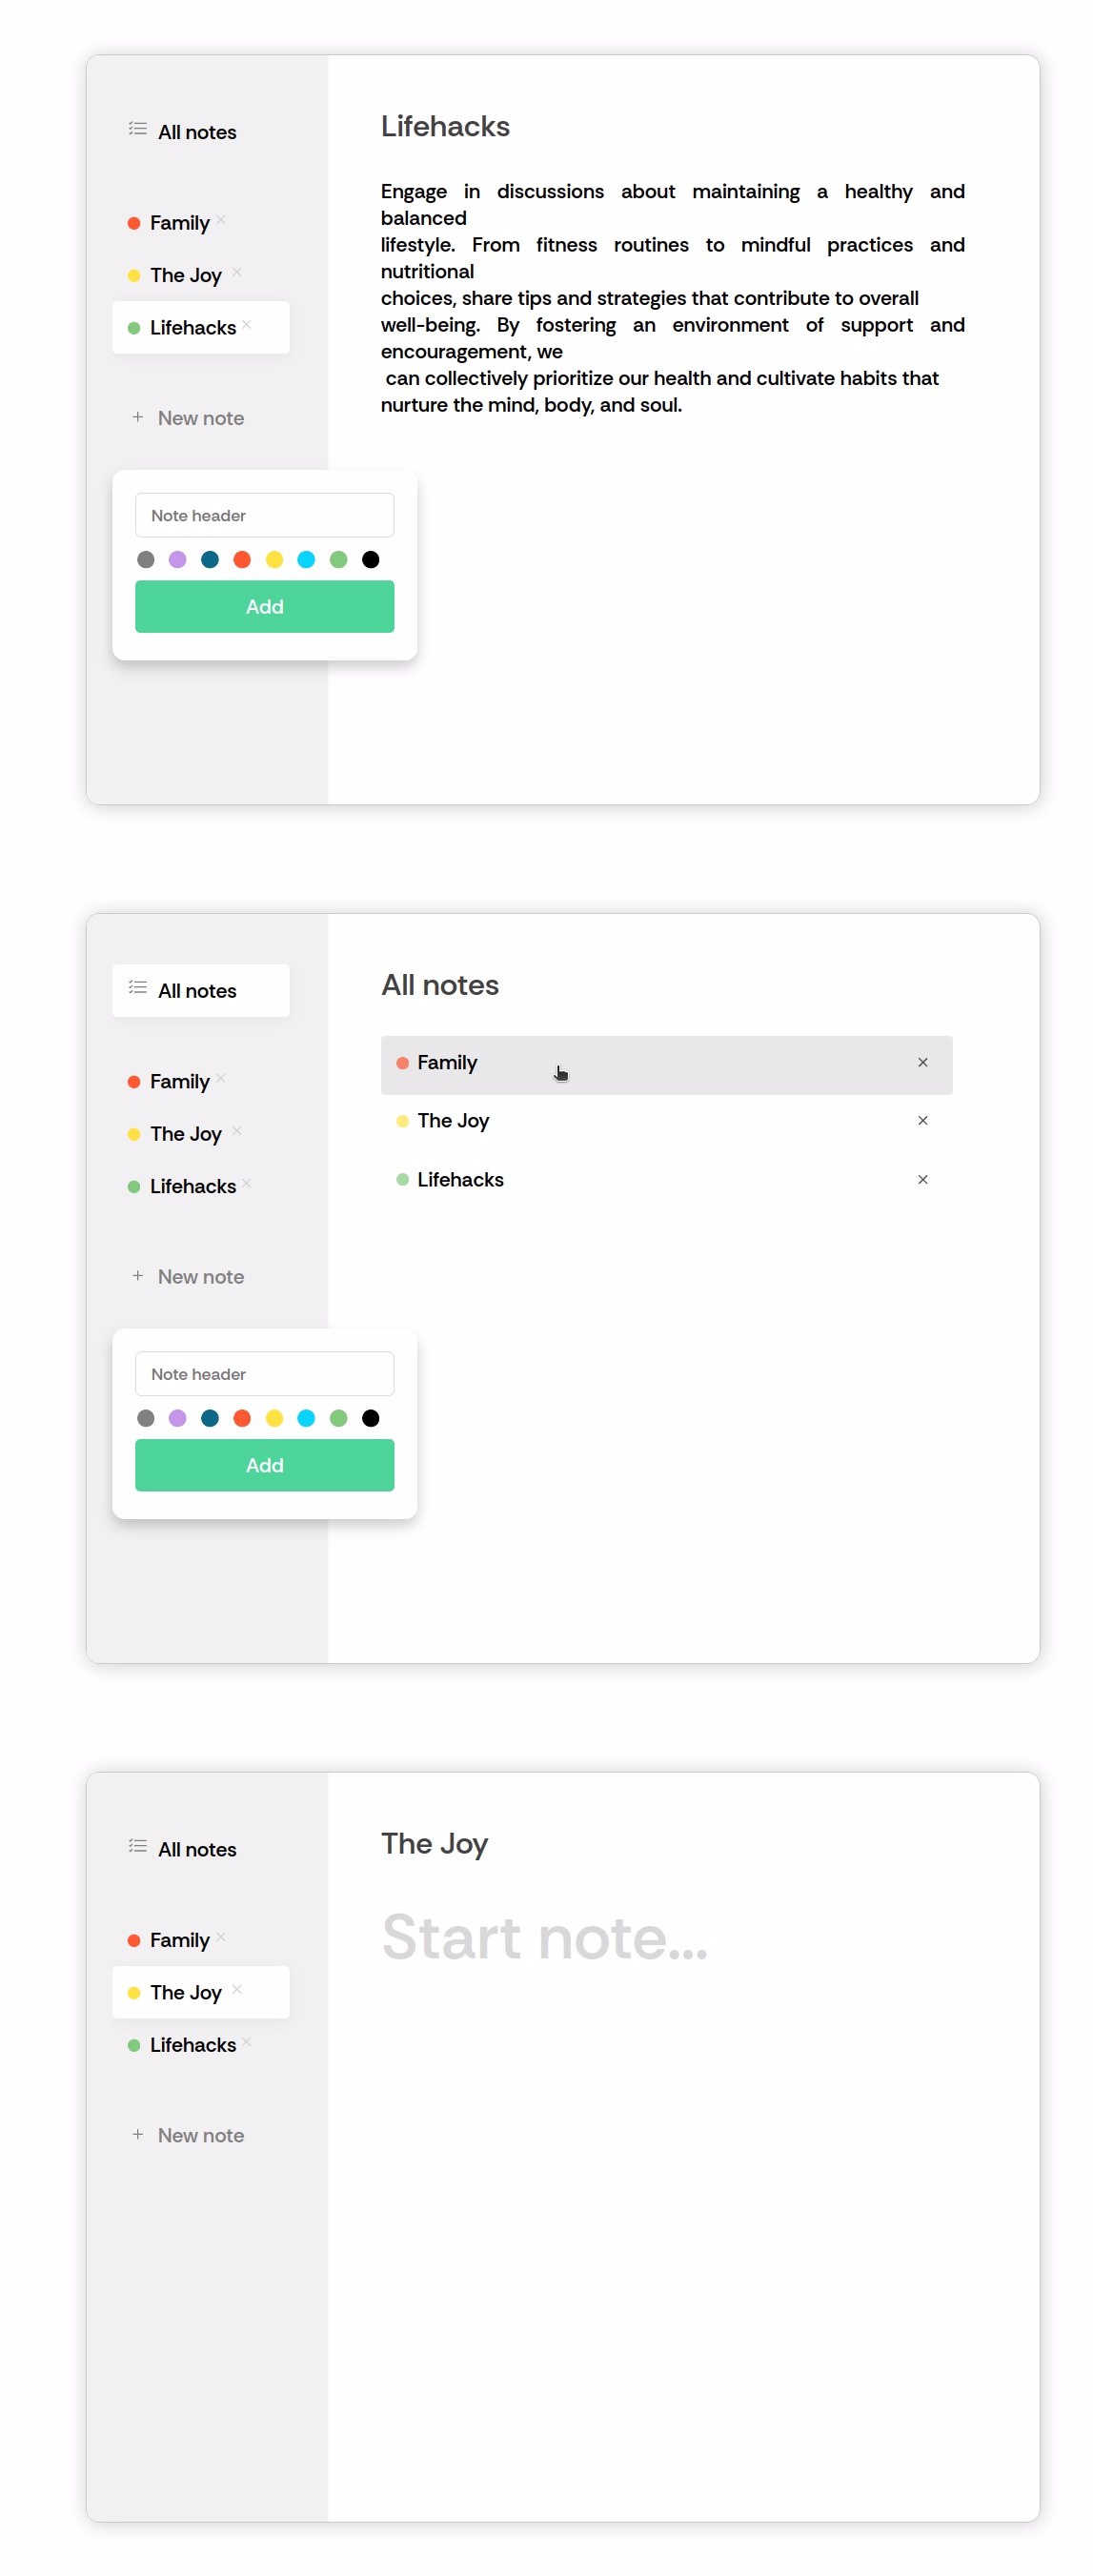 All notes
Family
The Joy
Lifehacks
New note
Note header
Add
Lifehacks
Engage in discussions about maintaining a healthy and
balanced
lifestyle. From fitness routines to mindful practices and
nutritional
choices, share tips and strategies that contribute to overall
well-being. By fostering an environment of support and
encouragement, we
can collectively prioritize our health and cultivate habits that
nurture the mind, body, and soul.
All notes
Family
The Joy
Lifehacks
New note
Note header
Add
All notes
Family
The Joy
Lifehacks
All notes
Family
The Joy
Lifehacks
New note
The Joy
Start note...